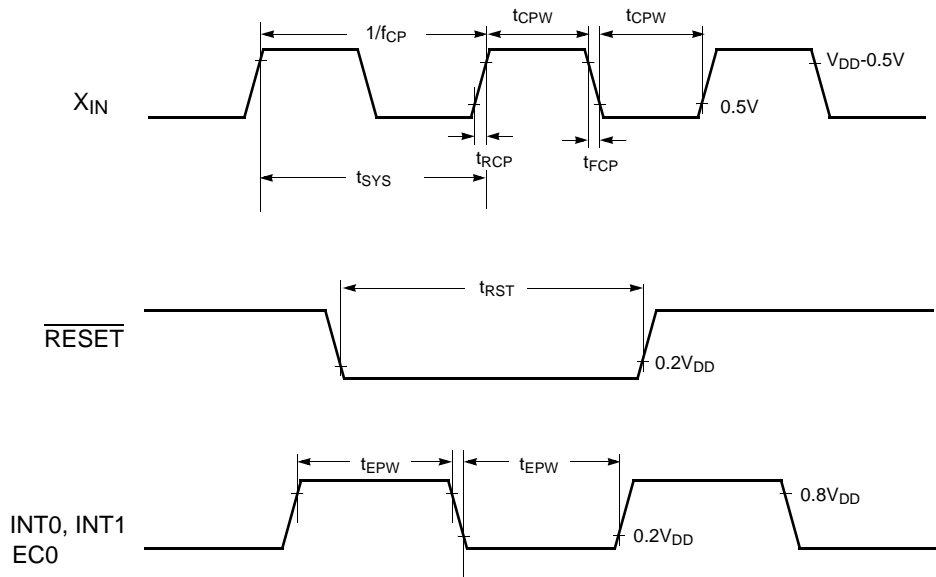 1/fCP
tCPW
tCPW
XIN
VDD-0.5V
0.5V
tRCP
tFCP
tSYS
tRST
RESET
0.2VDD
tEPW
tEPW
INT0, INT1
EC0
0.8VDD
0.2VDD